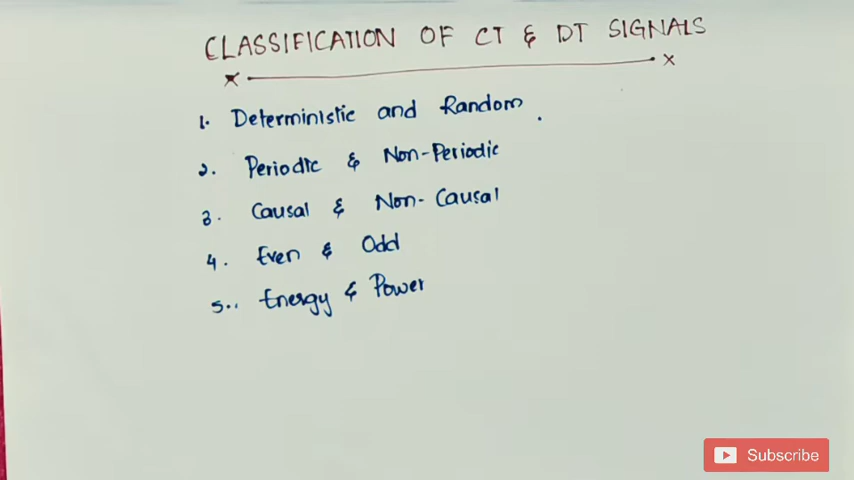 CLASSIFICATION OF CT & DT SIGNALS
1. Deterministic and Random.
2. Periodic & Non-Periodic
3. Causal & Non-Causal
4. Even & Odd
5.. Energy & Power
Subscribe